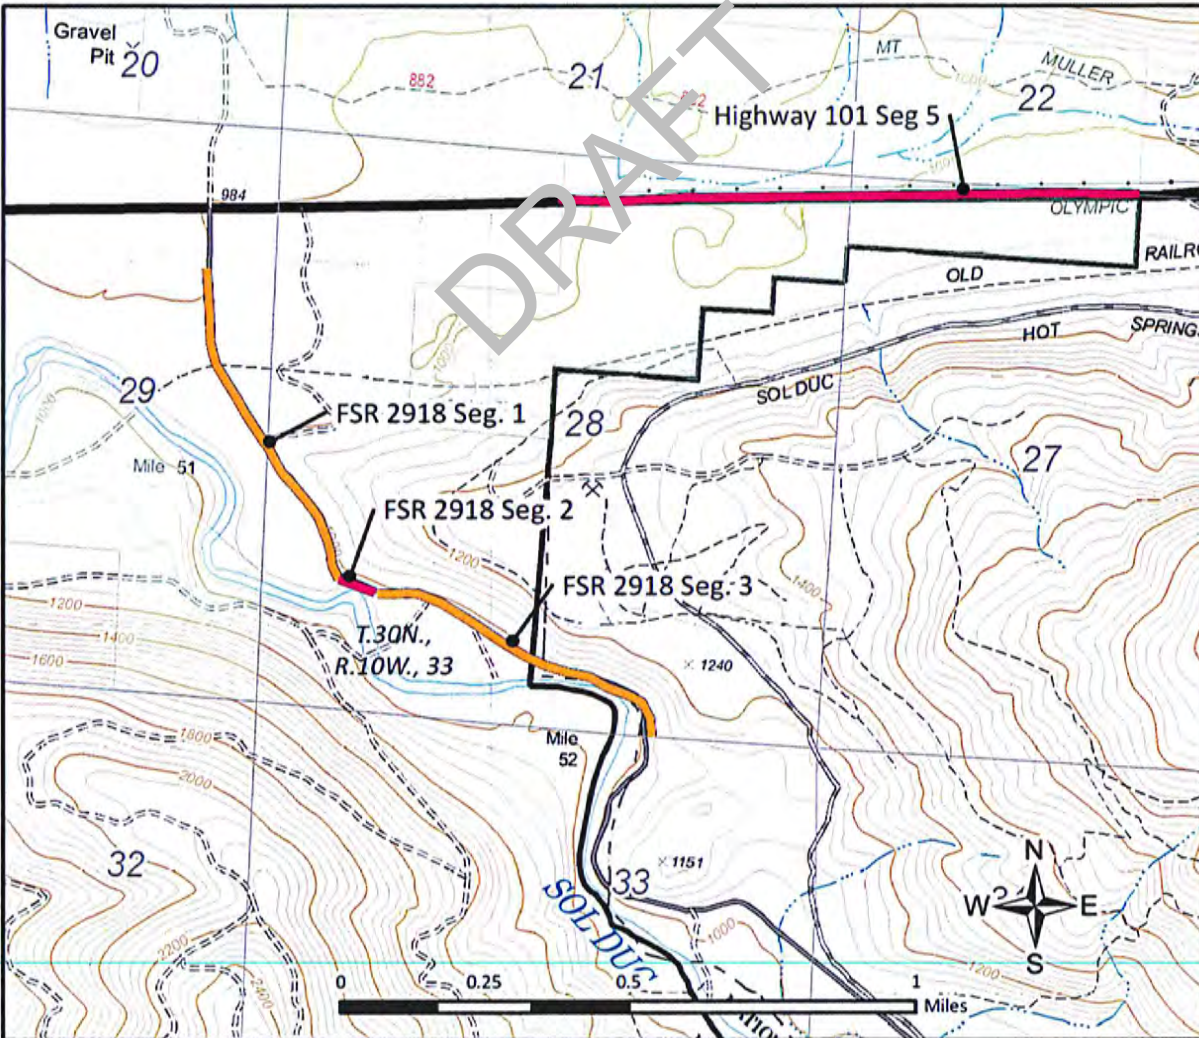 Gravel
Pit
20
882
21
MT
MULLER
22
DRAFT
Highway 101 Seg 5
984
OLYMPIC
OLD
RAILR
HOT
SPRING
SOL DUC
29
28
27
FSR 2918 Seg. 1
Mile 51
FSR 2918 Seg. 2
1200
1400
FSR 2918 Seg. 3
1200
1400
1600
T.30N.,
R.10W., 33
1240
1800
2000
Mile
52
32
1151
33
N
W
E
S
SOL DUC
1000
1200
2200
2400
0
0.25
0.5
1
Miles